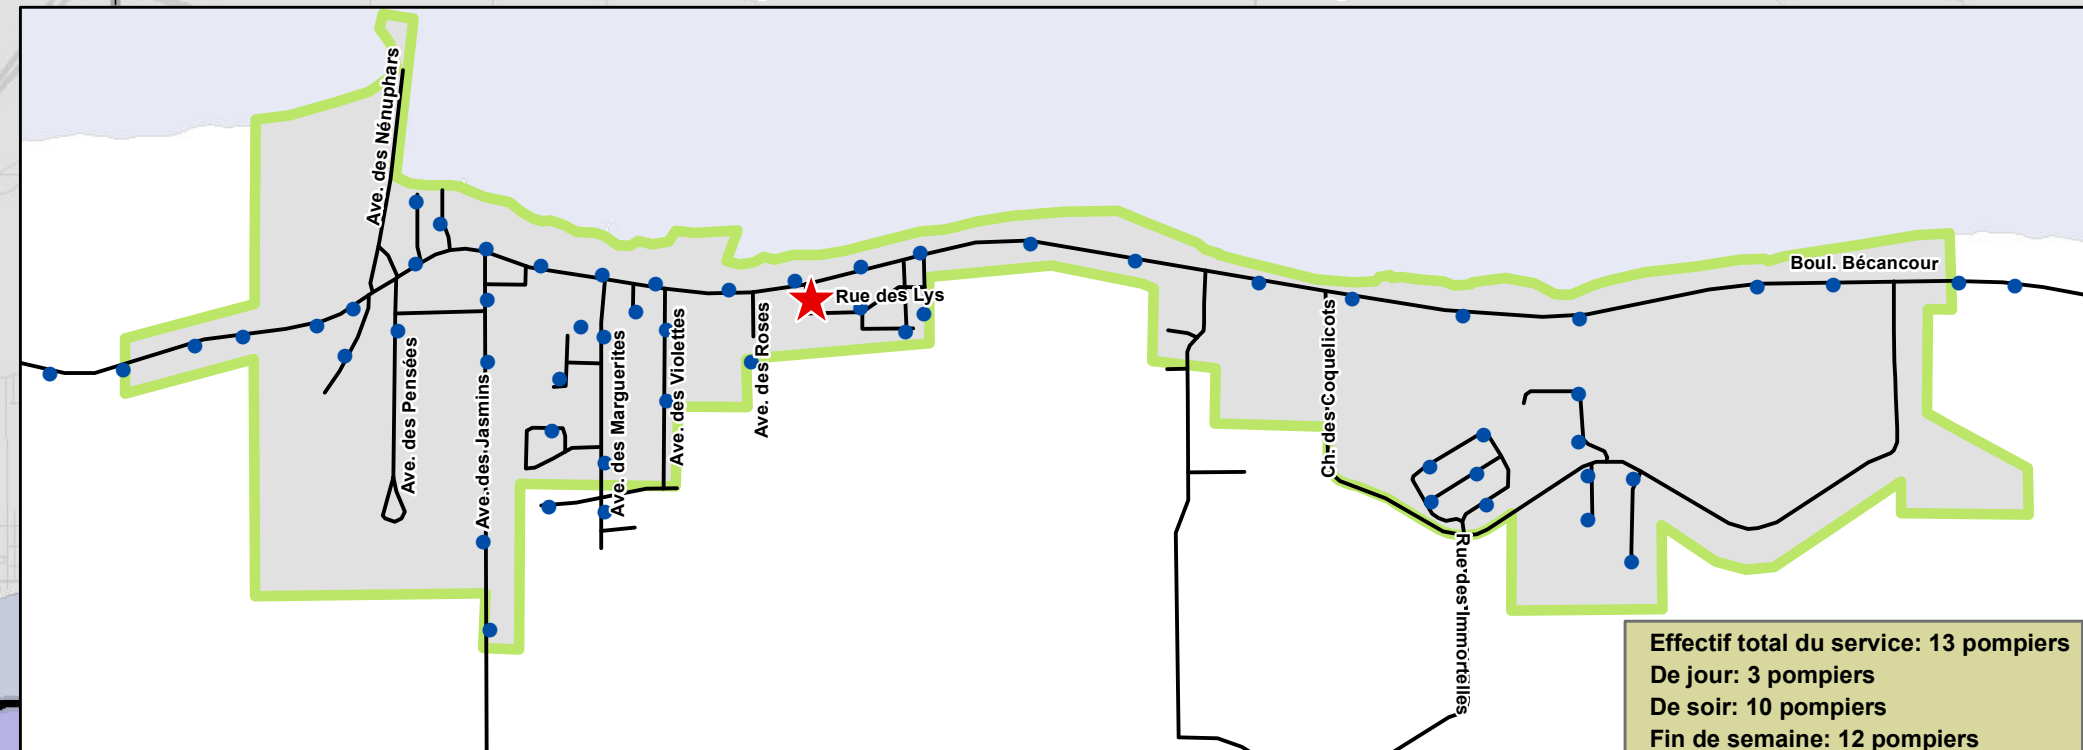 Ave. des Nénuphars
Boul. Bécancour
Rue des Lys
Ave. des Pensées
Ave. des Jasmins
Ave. des Marguerites
Ave. des Violettes
Ave. des Roses
Ch. des Coquelicots
Rue des Immortelles
Effectif total du service: 13 pompiers
De jour: 3 pompiers
De soir: 10 pompiers
Fin de semaine: 12 pompiers